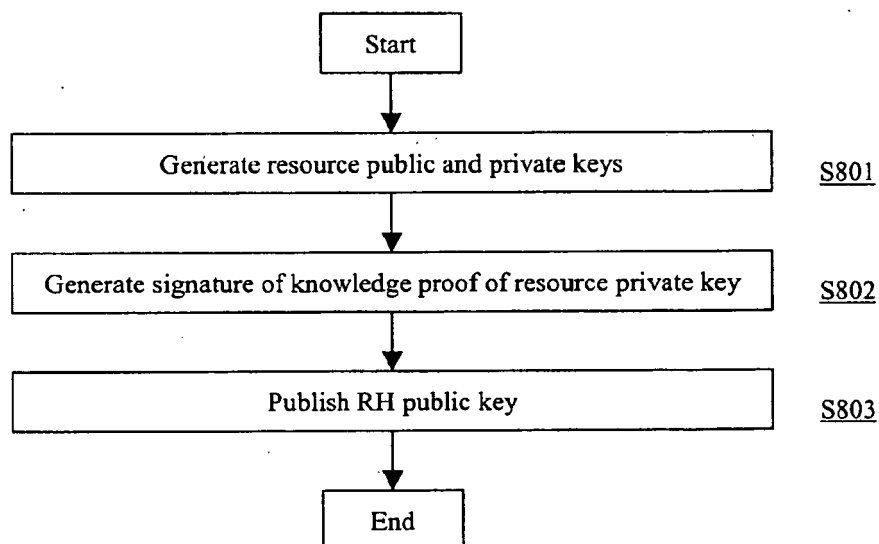 Start
Generate resource public and private keys
S801
Generate signature of knowledge proof of resource private key
S802
Publish RH public key
S803
End